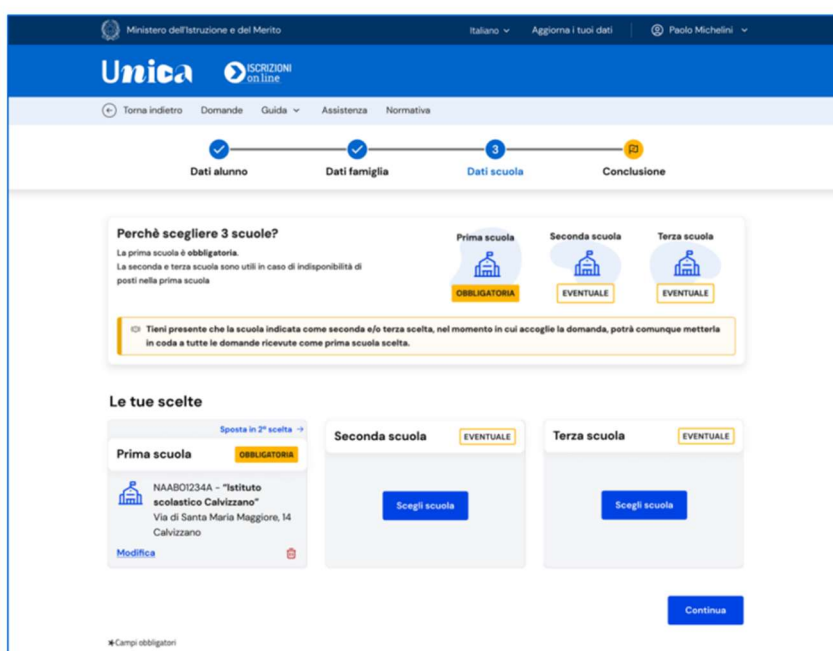 Ministero dell'Istruzione e del Merito Italiano Aggiorna i tuoi dati Paolo Michelini
Unica ISCRIZIONI
on line
Torna indietro Domande Guida Assistenza Normativa
3
Dati alunno Dati famiglia Dati scuola Conclusione
Perchè scegliere 3 scuole?
La prima scuola è obbligatoria.
La seconda e terza scuola sono utili in caso di indisponibilità di
posti nella prima scuola
Prima scuola Seconda scuola Terza scuola
OBBLIGATORIA EVENTUALE EVENTUALE
Tieni presente che la scuola indicata come seconda e/o terza scelta, nel momento in cui accoglie la domanda, potrà comunque metterla
in coda a tutte le domande ricevute come prima scuola scelta.
Le tue scelte
Sposta in 2ª scelta →
Prima scuola OBBLIGATORIA
NAAB01234A - "Istituto
scolastico Calvizzano"
Via di Santa Maria Maggiore, 14
Calvizzano
Modifica
Seconda scuola EVENTUALE
Scegli scuola
Terza scuola EVENTUALE
Scegli scuola
Continua
*Campi obbligatori